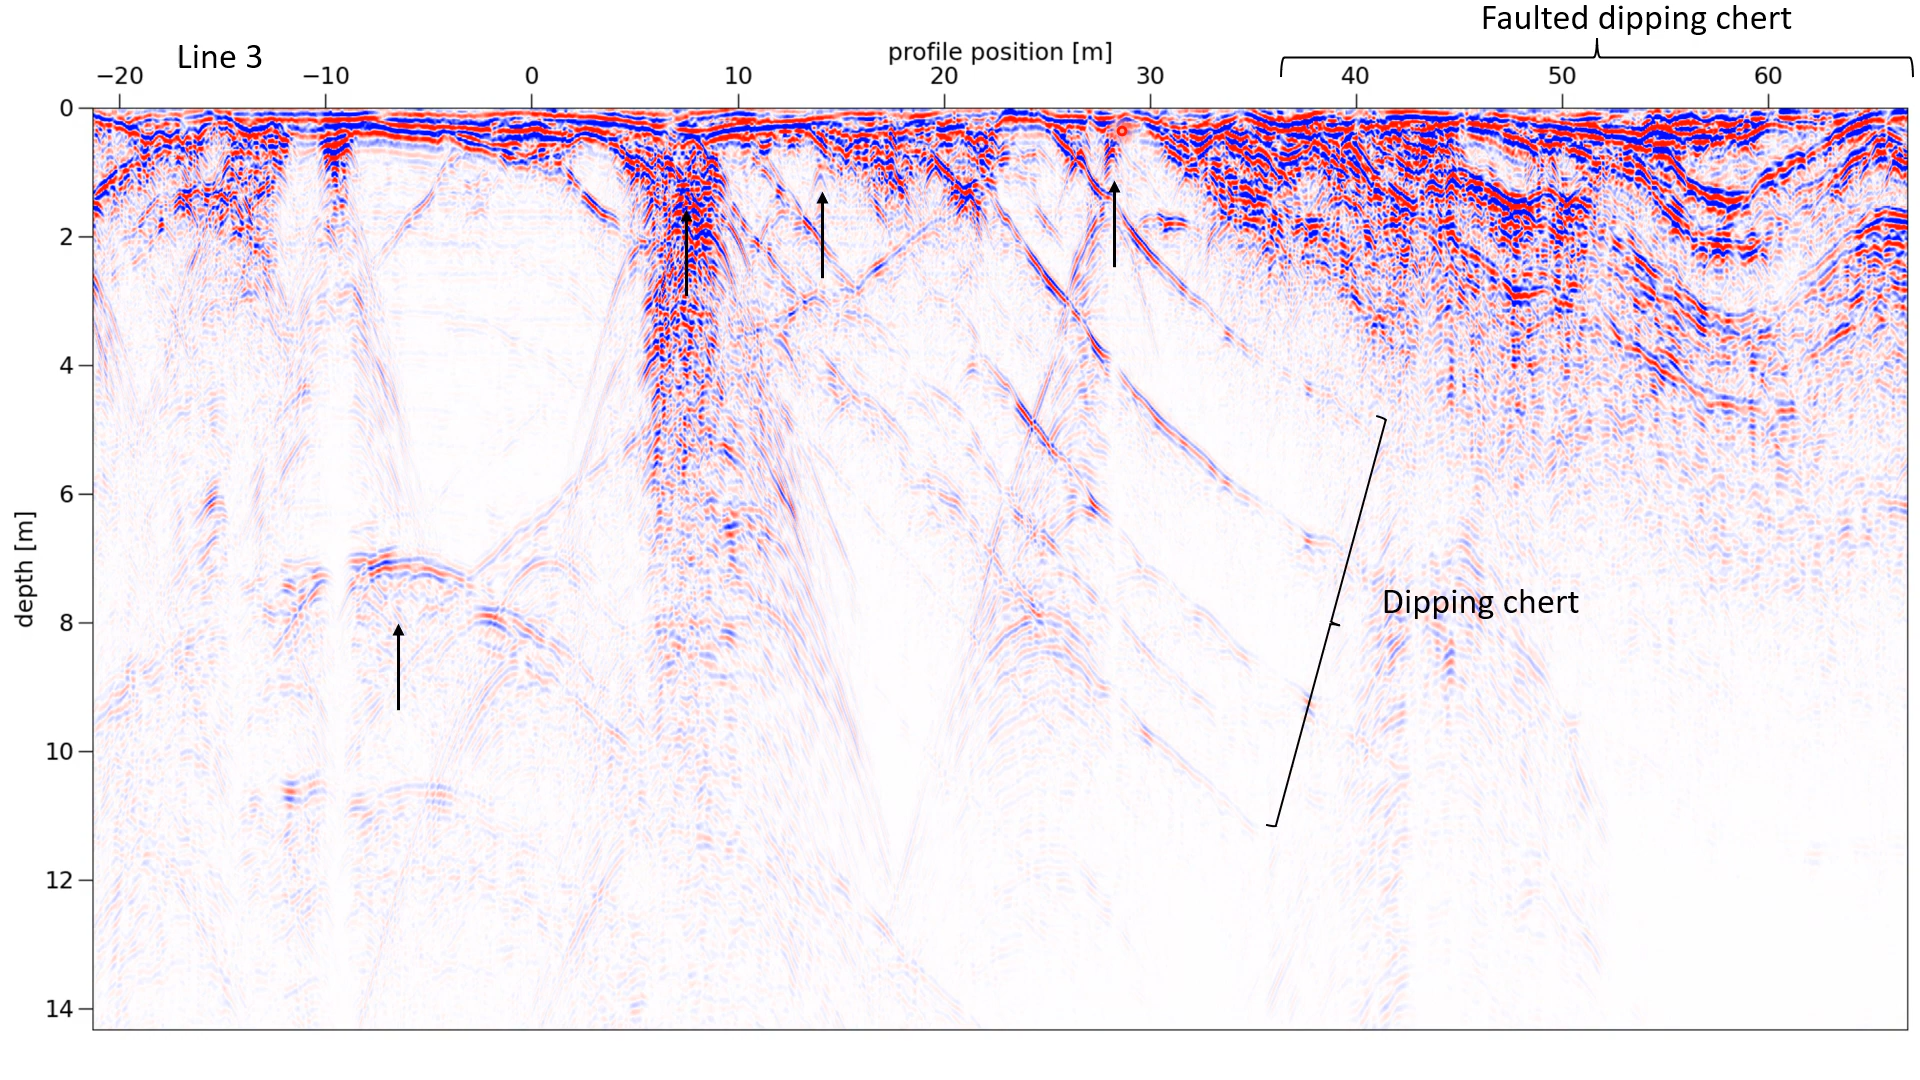 Faulted dipping chert
Line 3
profile position [m]
−20 −10 0 10 20 30 40 50 60
0
2
4
6
8
10
12
14
depth [m]
Dipping chert